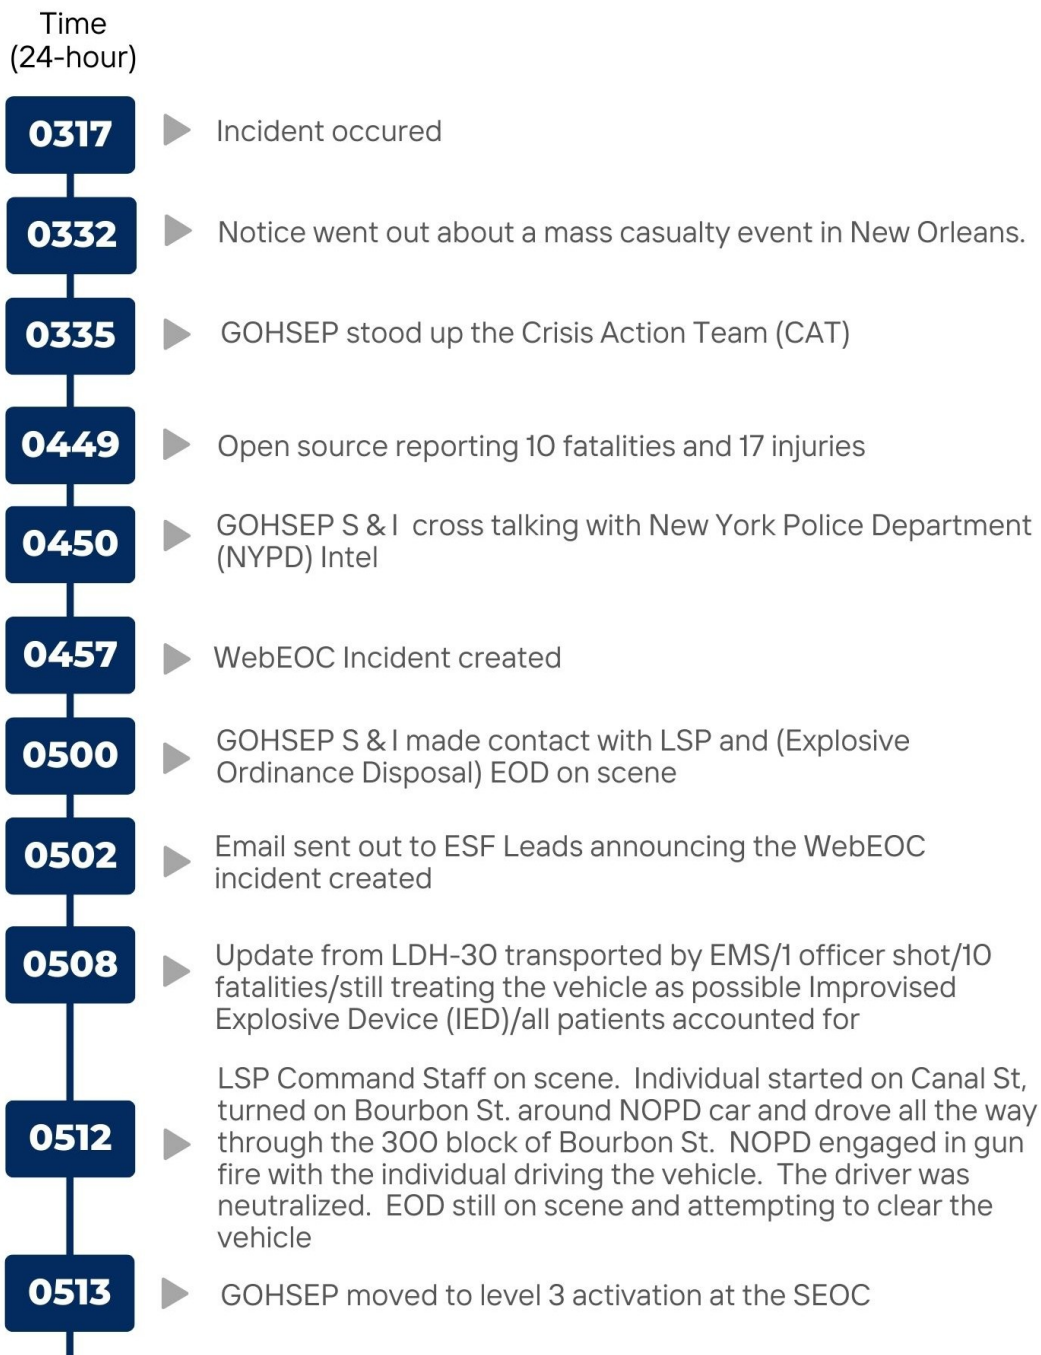 Time
(24-hour)
0317
Incident occured
0332
Notice went out about a mass casualty event in New Orleans.
0335
GOHSEP stood up the Crisis Action Team (CAT)
0449
Open source reporting 10 fatalities and 17 injuries
0450
GOHSEP S & I cross talking with New York Police Department
(NYPD) Intel
0457
WebEOC Incident created
0500
GOHSEP S & I made contact with LSP and (Explosive
Ordinance Disposal) EOD on scene
0502
Email sent out to ESF Leads announcing the WebEOC
incident created
0508
Update from LDH-30 transported by EMS/1 officer shot/10
fatalities/still treating the vehicle as possible Improvised
Explosive Device (IED)/all patients accounted for
0512
LSP Command Staff on scene. Individual started on Canal St,
turned on Bourbon St. around NOPD car and drove all the way
through the 300 block of Bourbon St. NOPD engaged in gun
fire with the individual driving the vehicle. The driver was
neutralized. EOD still on scene and attempting to clear the
vehicle
0513
GOHSEP moved to level 3 activation at the SEOC